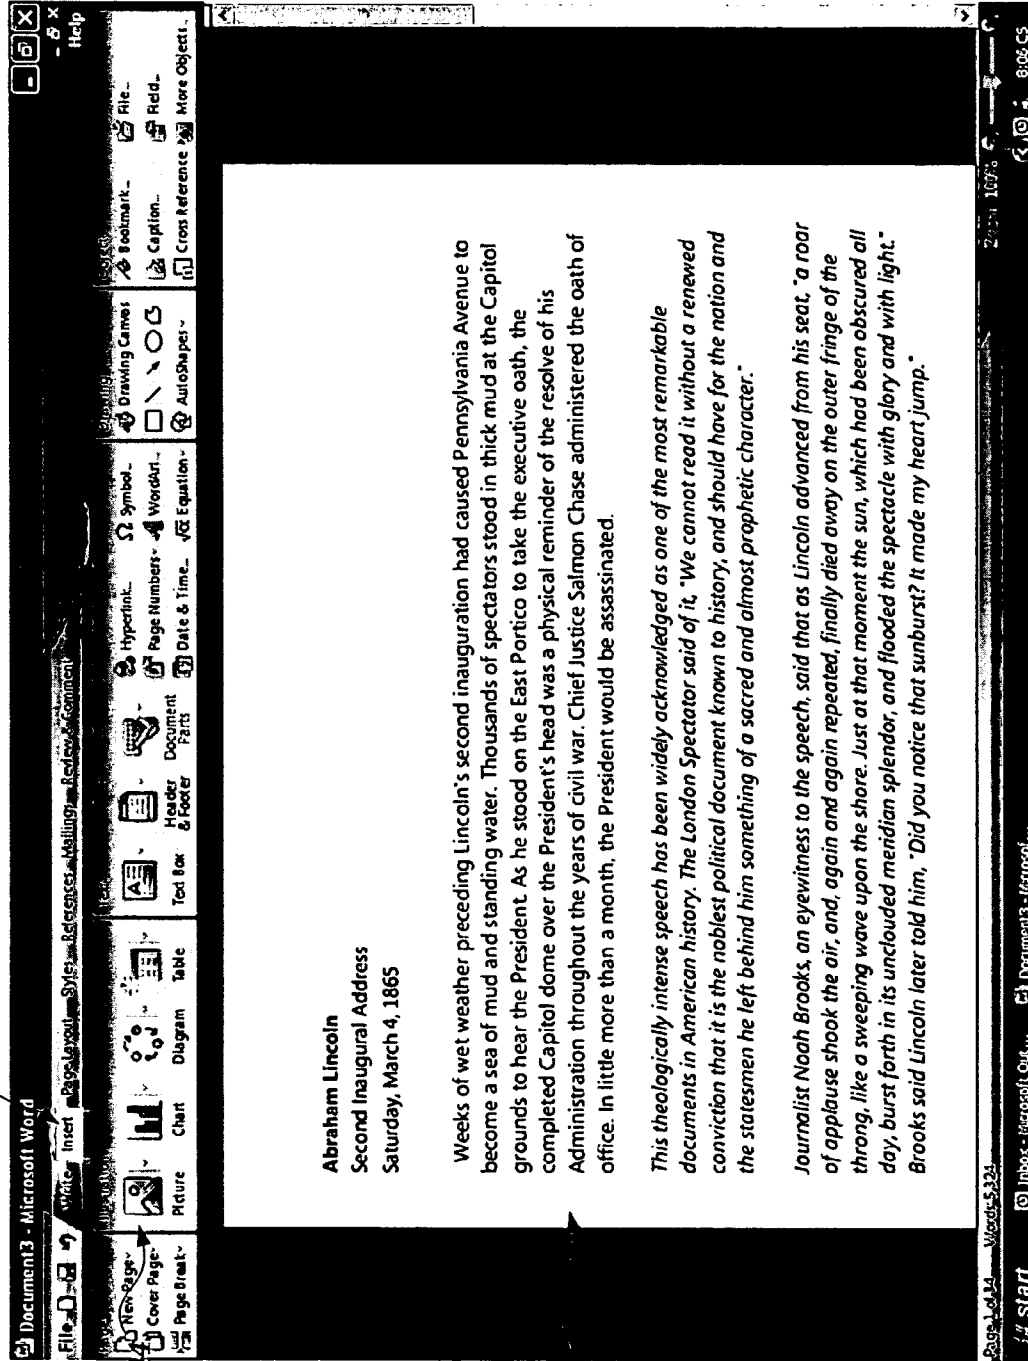 Document3 - Microsoft Word
File
Write Insert Page Layout Styles References Mailings Review & Comment Help
New Page
Cover Page
Page Break
Picture
Chart
Diagram
Table
Text Box
Header & Footer
Document Parts
Hyperlink...
Page Numbers
Date & Time...
Symbol...
WordArt...
Equation
Drawing Canvas
AutoShapes
Bookmark...
Caption...
Cross Reference
File...
Field...
More Objects...
Abraham Lincoln
Second Inaugural Address
Saturday, March 4, 1865
Weeks of wet weather preceding Lincoln's second inauguration had caused Pennsylvania Avenue to
become a sea of mud and standing water. Thousands of spectators stood in thick mud at the Capitol
grounds to hear the President. As he stood on the East Portico to take the executive oath, the
completed Capitol dome over the President's head was a physical reminder of the resolve of his
Administration throughout the years of civil war. Chief Justice Salmon Chase administered the oath of
office. In little more than a month, the President would be assassinated.
This theologically intense speech has been widely acknowledged as one of the most remarkable
documents in American history. The London Spectator said of it, "We cannot read it without a renewed
conviction that it is the noblest political document known to history, and should have for the nation and
the statesmen he left behind him something of a sacred and almost prophetic character."
Journalist Noah Brooks, an eyewitness to the speech, said that as Lincoln advanced from his seat, "a roar
of applause shook the air, and, again and again repeated, finally died away on the outer fringe of the
throng, like a sweeping wave upon the shore. Just at that moment the sun, which had been obscured all
day, burst forth in its unclouded meridian splendor, and flooded the spectacle with glory and with light."
Brooks said Lincoln later told him, "Did you notice that sunburst? It made my heart jump."
Page 1 of 14 Words: 5,324
Zoom 100%
start
Inbox - Microsoft Out...
Document3 - Microsof...
8:06